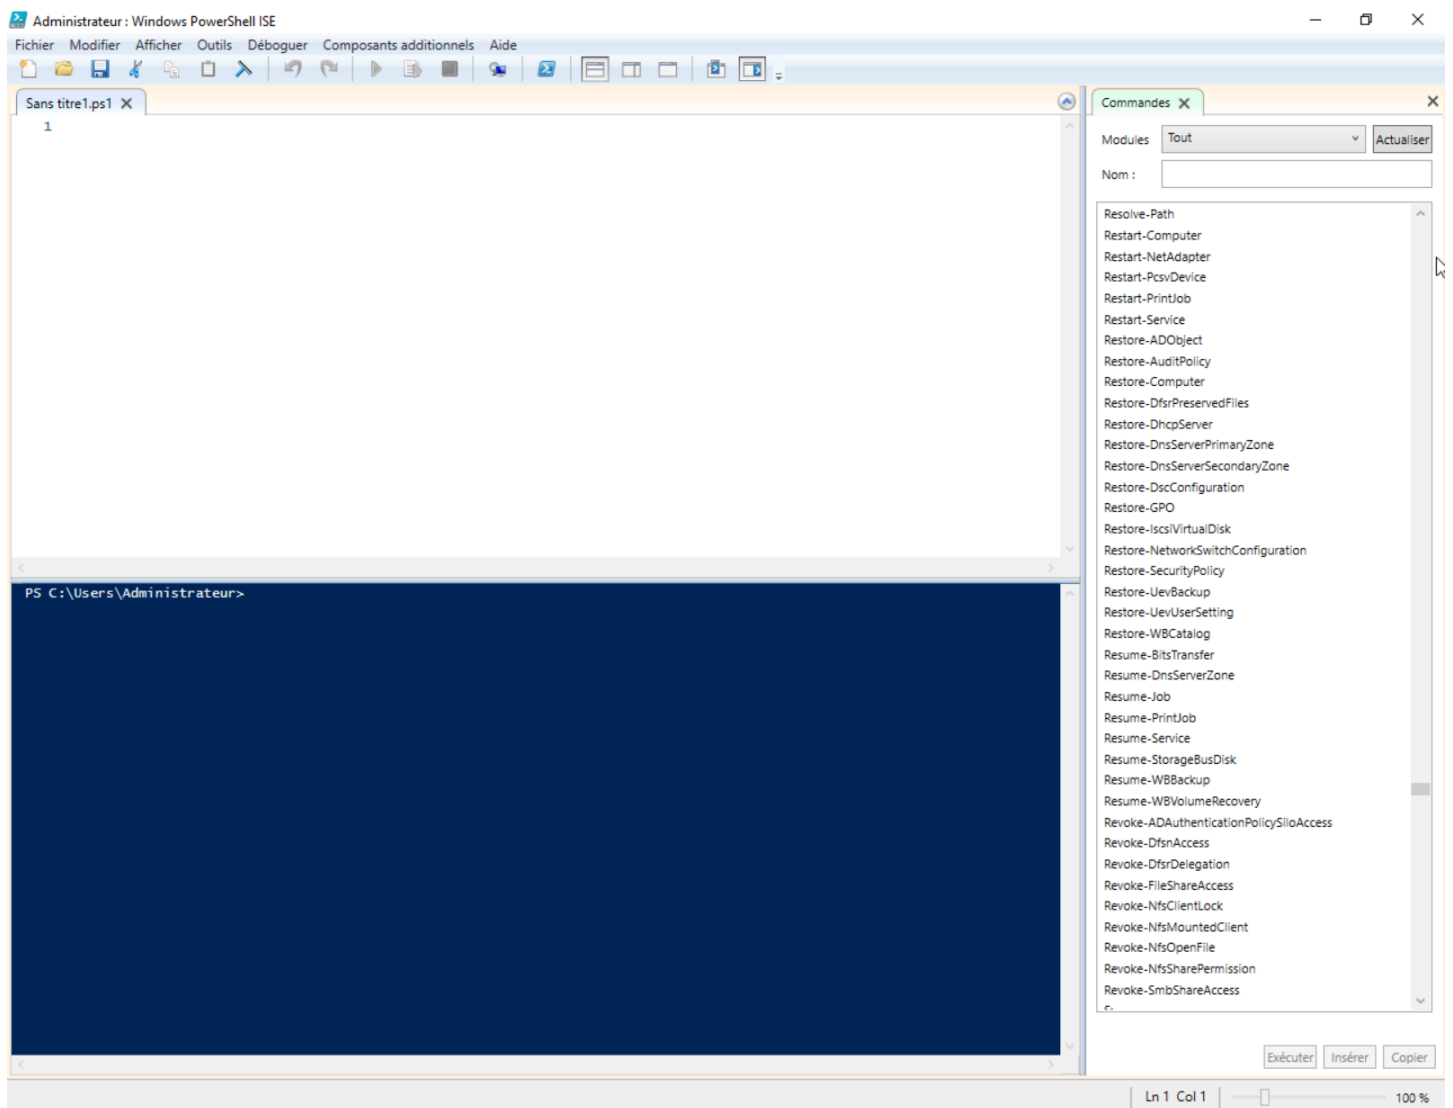 Administrateur : Windows PowerShell ISE
Fichier Modifier Afficher Outils Déboguer Composants additionnels Aide
Sans titre1.ps1
1
PS C:\Users\Administrateur>
Commandes
Modules Tout Actualiser
Nom :
Resolve-Path
Restart-Computer
Restart-NetAdapter
Restart-PcsvDevice
Restart-PrintJob
Restart-Service
Restore-ADObject
Restore-AuditPolicy
Restore-Computer
Restore-DfsrPreservedFiles
Restore-DhcpServer
Restore-DnsServerPrimaryZone
Restore-DnsServerSecondaryZone
Restore-DscConfiguration
Restore-GPO
Restore-IscsiVirtualDisk
Restore-NetworkSwitchConfiguration
Restore-SecurityPolicy
Restore-UevBackup
Restore-UevUserSetting
Restore-WBCatalog
Resume-BitsTransfer
Resume-DnsServerZone
Resume-Job
Resume-PrintJob
Resume-Service
Resume-StorageBusDisk
Resume-WBBackup
Resume-WBVolumeRecovery
Revoke-ADAuthenticationPolicySiloAccess
Revoke-DfsnAccess
Revoke-DfsrDelegation
Revoke-FileShareAccess
Revoke-NfsClientLock
Revoke-NfsMountedClient
Revoke-NfsOpenFile
Revoke-NfsSharePermission
Revoke-SmbShareAccess
Exécuter Insérer Copier
Ln 1 Col 1 100 %